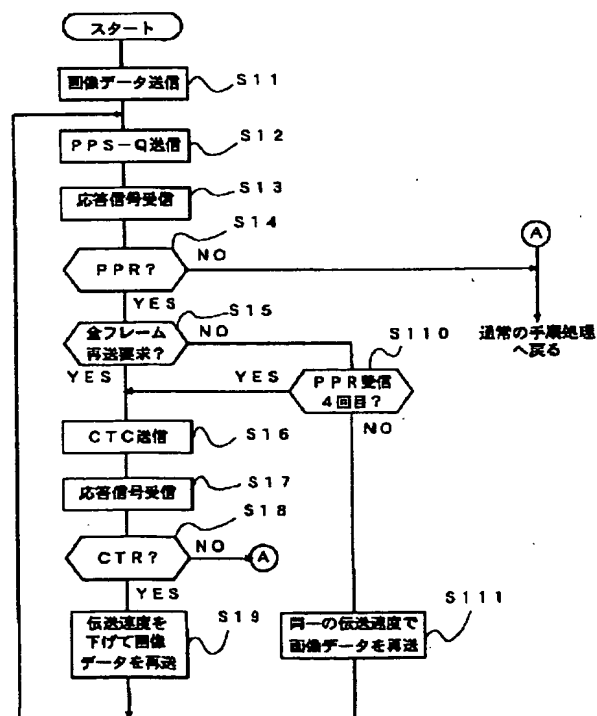 スタート
画像データ送信
S11
PPS-Q送信
S12
応答信号受信
S13
PPR?
S14
NO
YES
A
通常の手順処理
へ戻る
全フレーム
再送要求?
S15
NO
YES
PPR受信
4回目?
S110
YES
NO
CTC送信
S16
応答信号受信
S17
CTR?
S18
NO
A
YES
伝送速度を
下げて画像
データを再送
S19
同一の伝送速度で
画像データを再送
S111